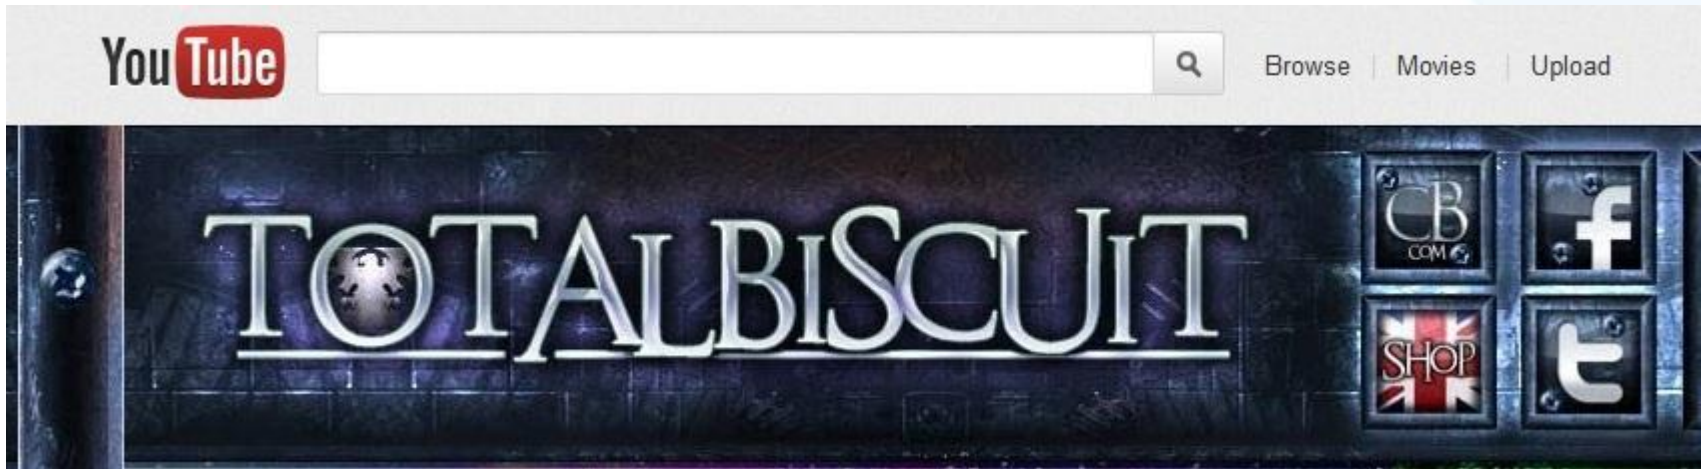 YouTube Browse Movies Upload
TOTALBISCUIT
CB
.COM
f
SHOP
t